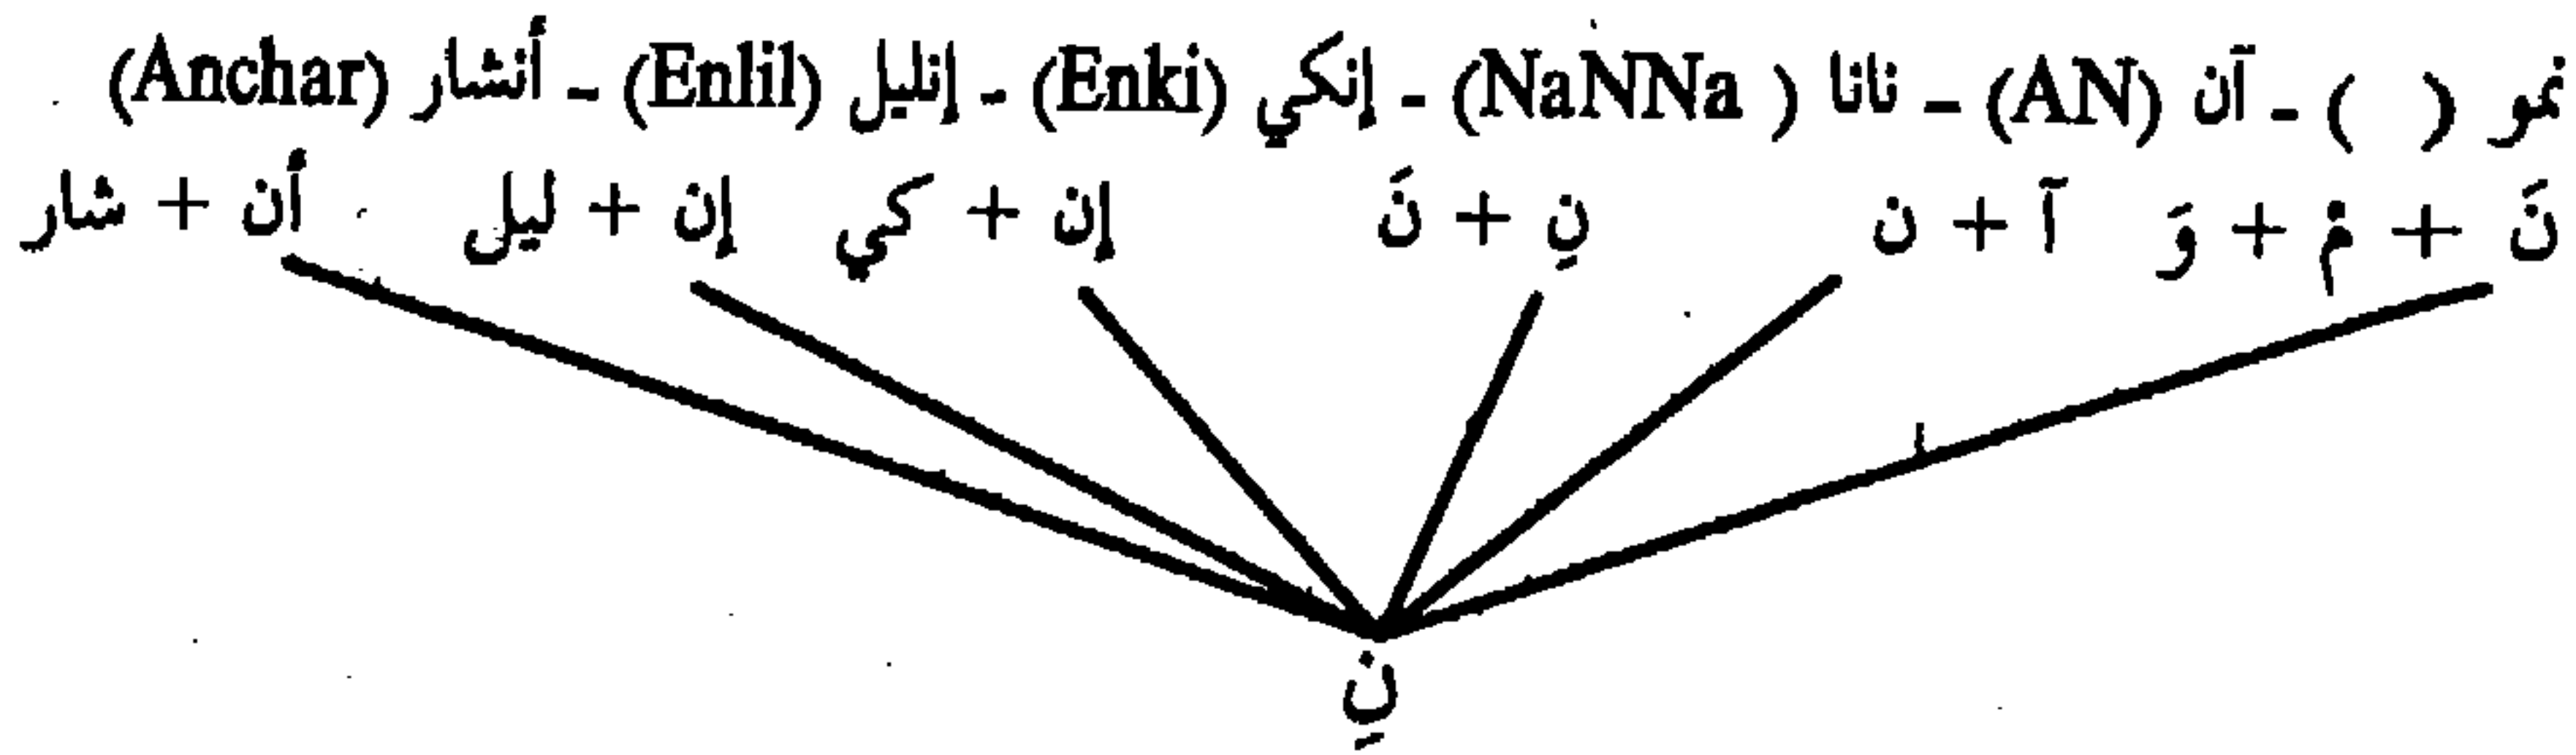 نمو ( ) - آن (AN) - نانا (NaNNa ) - إنكي (Enki) - إنليل (Enlil) - أنشار (Anchar)
نَ + مْ + وَ آ + ن نِ + نَ إن + كي إن + ليل أن + شار
نِ